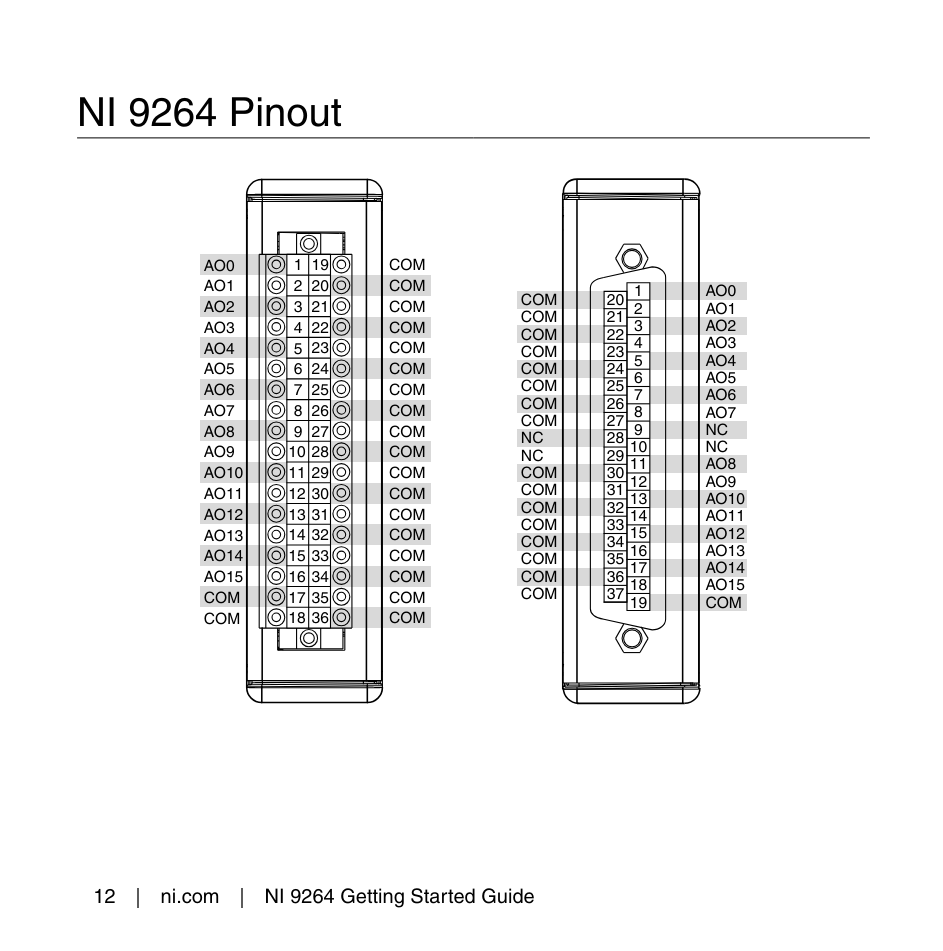 NI 9264 Pinout
AO0 1 19 COM
AO1 2 20 COM
AO2 3 21 COM
AO3 4 22 COM
AO4 5 23 COM
AO5 6 24 COM
AO6 7 25 COM
AO7 8 26 COM
AO8 9 27 COM
AO9 10 28 COM
AO10 11 29 COM
AO11 12 30 COM
AO12 13 31 COM
AO13 14 32 COM
AO14 15 33 COM
AO15 16 34 COM
COM 17 35 COM
COM 18 36 COM
1 AO0
COM 20
2 AO1
COM 21
3 AO2
COM 22
4 AO3
COM 23
5 AO4
COM 24
6 AO5
COM 25
7 AO6
COM 26
8 AO7
COM 27
9 NC
NC 28
10 NC
NC 29
11 AO8
COM 30
12 AO9
COM 31
13 AO10
COM 32
14 AO11
COM 33
15 AO12
COM 34
16 AO13
COM 35
17 AO14
COM 36
18 AO15
COM 37
19 COM
12 | ni.com | NI 9264 Getting Started Guide